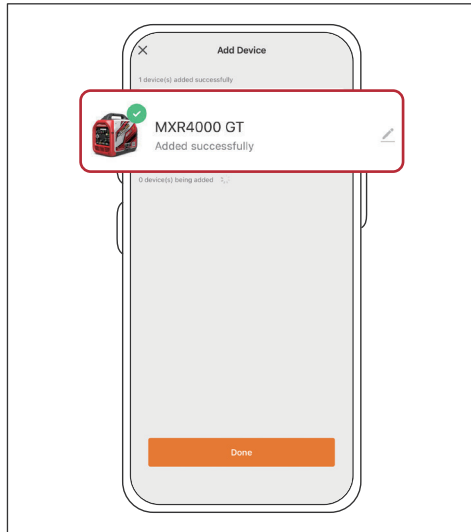 Add Device
1 device(s) added successfully
MXR4000 GT
Added successfully
0 device(s) being added
Done